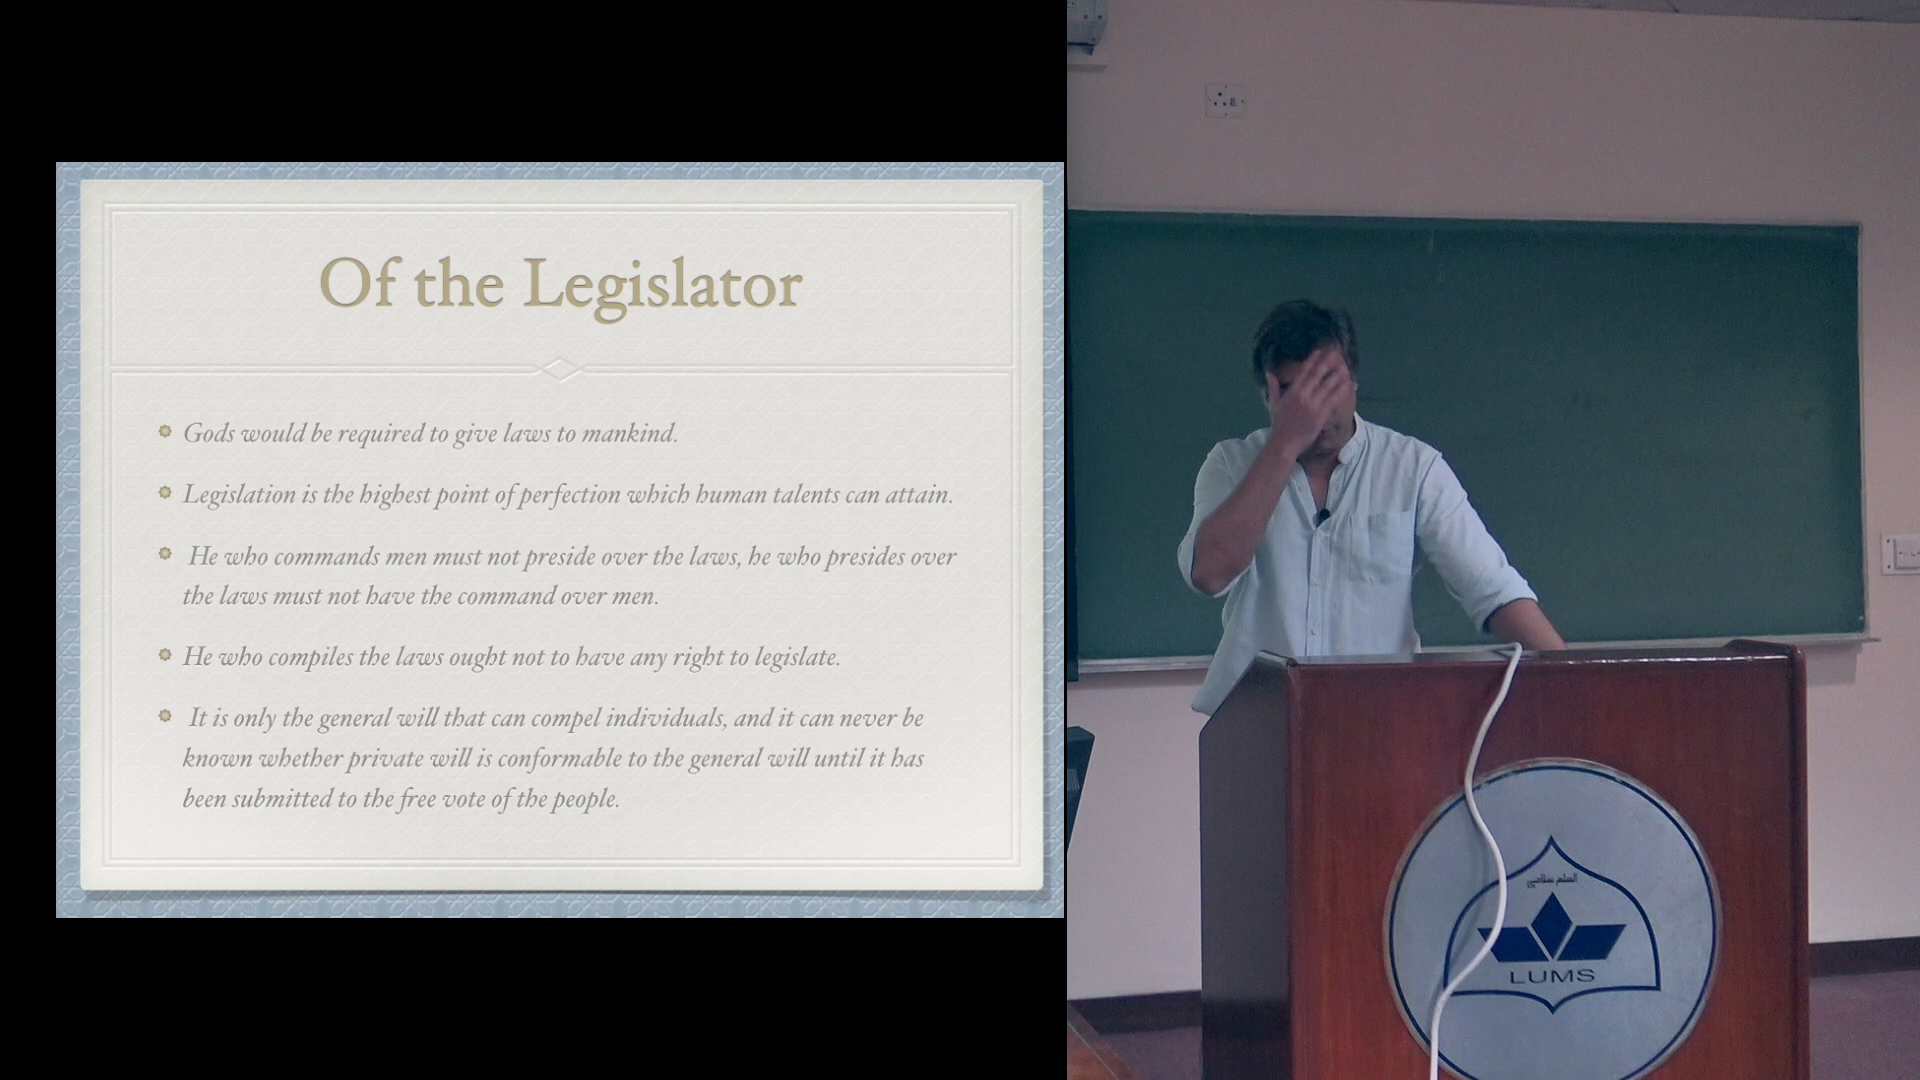 Of the Legislator
Gods would be required to give laws to mankind.
Legislation is the highest point of perfection which human talents can attain.
He who commands men must not preside over the laws, he who presides over
the laws must not have the command over men.
He who compiles the laws ought not to have any right to legislate.
It is only the general will that can compel individuals, and it can never be
known whether private will is conformable to the general will until it has
been submitted to the free vote of the people.
LUMS